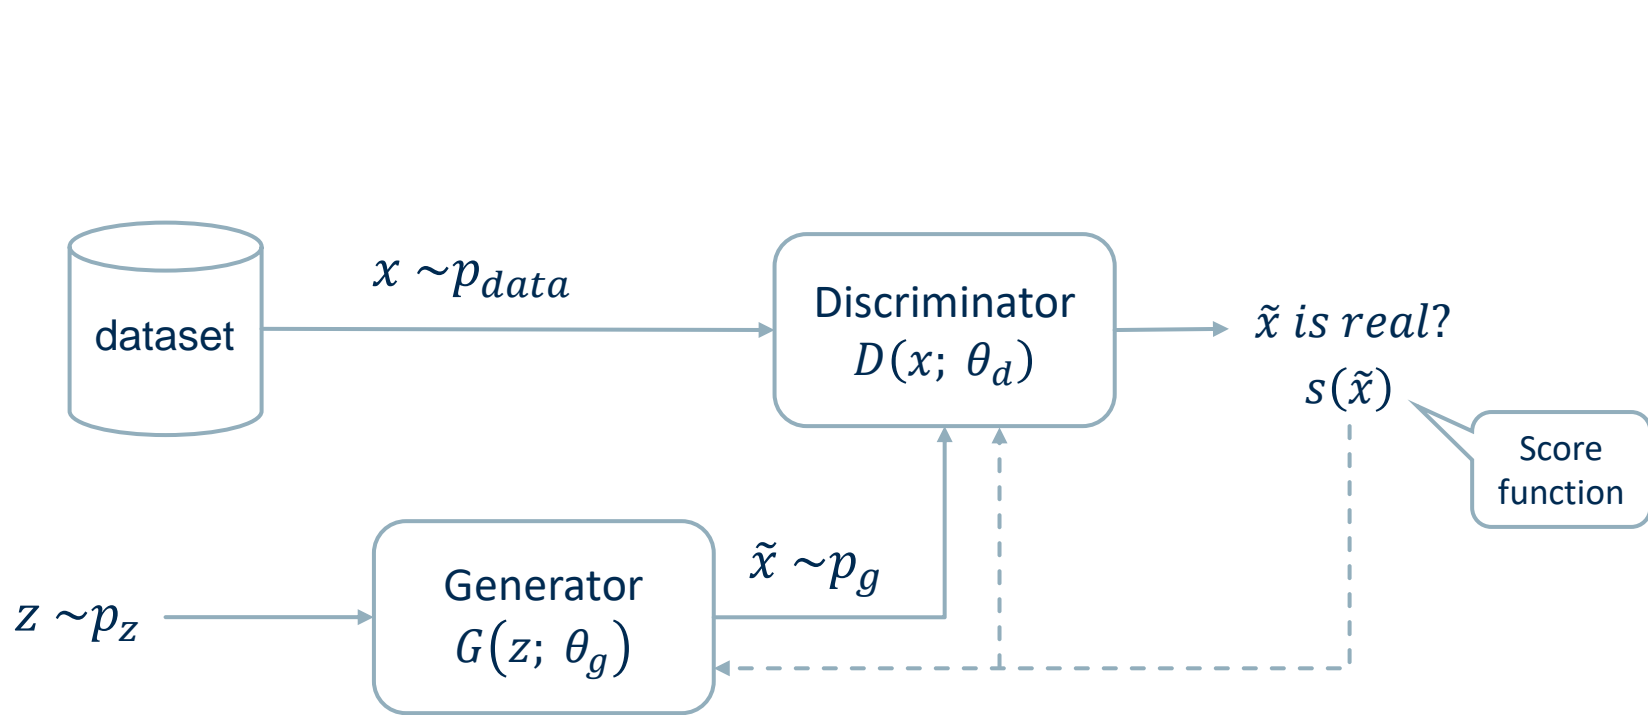 x ~p_data
dataset
Discriminator
D(x; θ_d)
x̃ is real?
s(x̃)
Score
function
x̃ ~p_g
Generator
G(z; θ_g)
z ~p_z